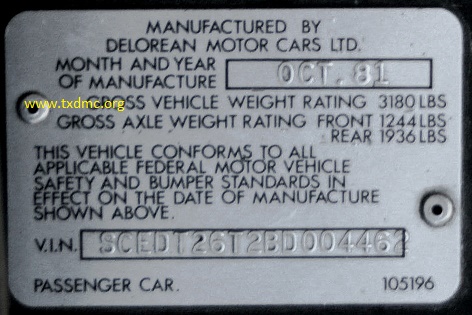 MANUFACTURED BY
DELOREAN MOTOR CARS LTD.
MONTH AND YEAR
OF MANUFACTURE OCT. 81
www.txdmc.org
GROSS VEHICLE WEIGHT RATING 3180 LBS
GROSS AXLE WEIGHT RATING FRONT 1244 LBS
REAR 1936 LBS
THIS VEHICLE CONFORMS TO ALL
APPLICABLE FEDERAL MOTOR VEHICLE
SAFETY AND BUMPER STANDARDS IN
EFFECT ON THE DATE OF MANUFACTURE
SHOWN ABOVE.
V.I.N. SCEDT26T2BD004462
PASSENGER CAR. 105196